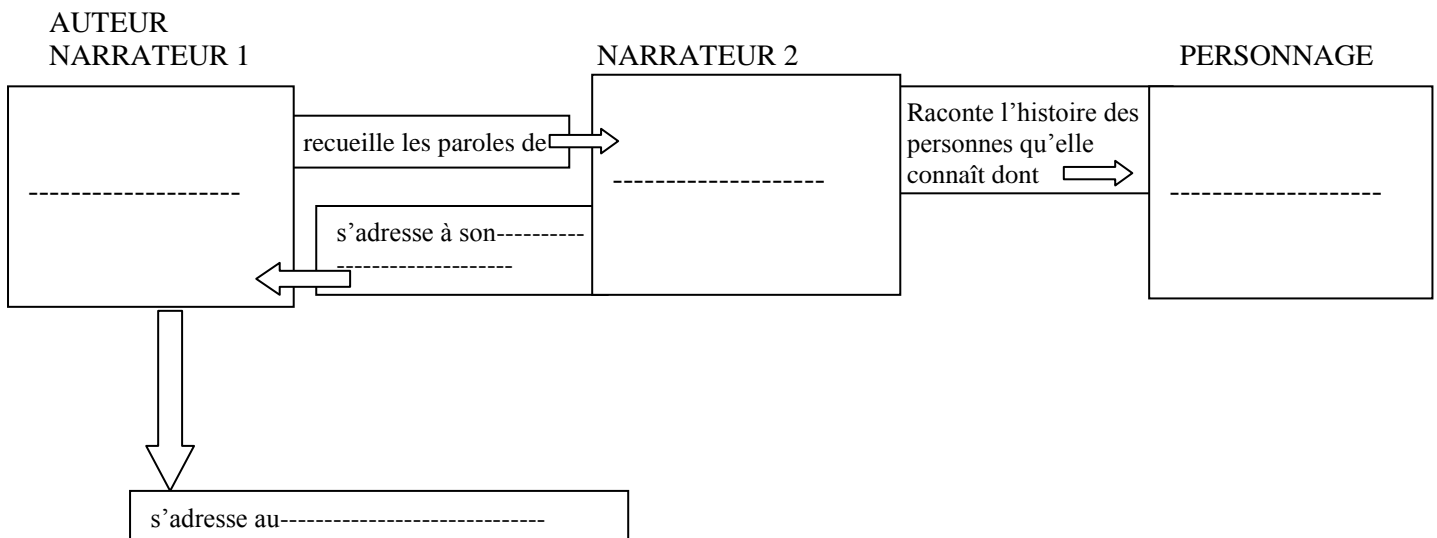 AUTEUR
NARRATEUR 1
NARRATEUR 2
PERSONNAGE
recueille les paroles de
Raconte l’histoire des
personnes qu’elle
connaît dont
-------------------
-------------------
-------------------
s’adresse à son----------
--------------------
s’adresse au------------------------------